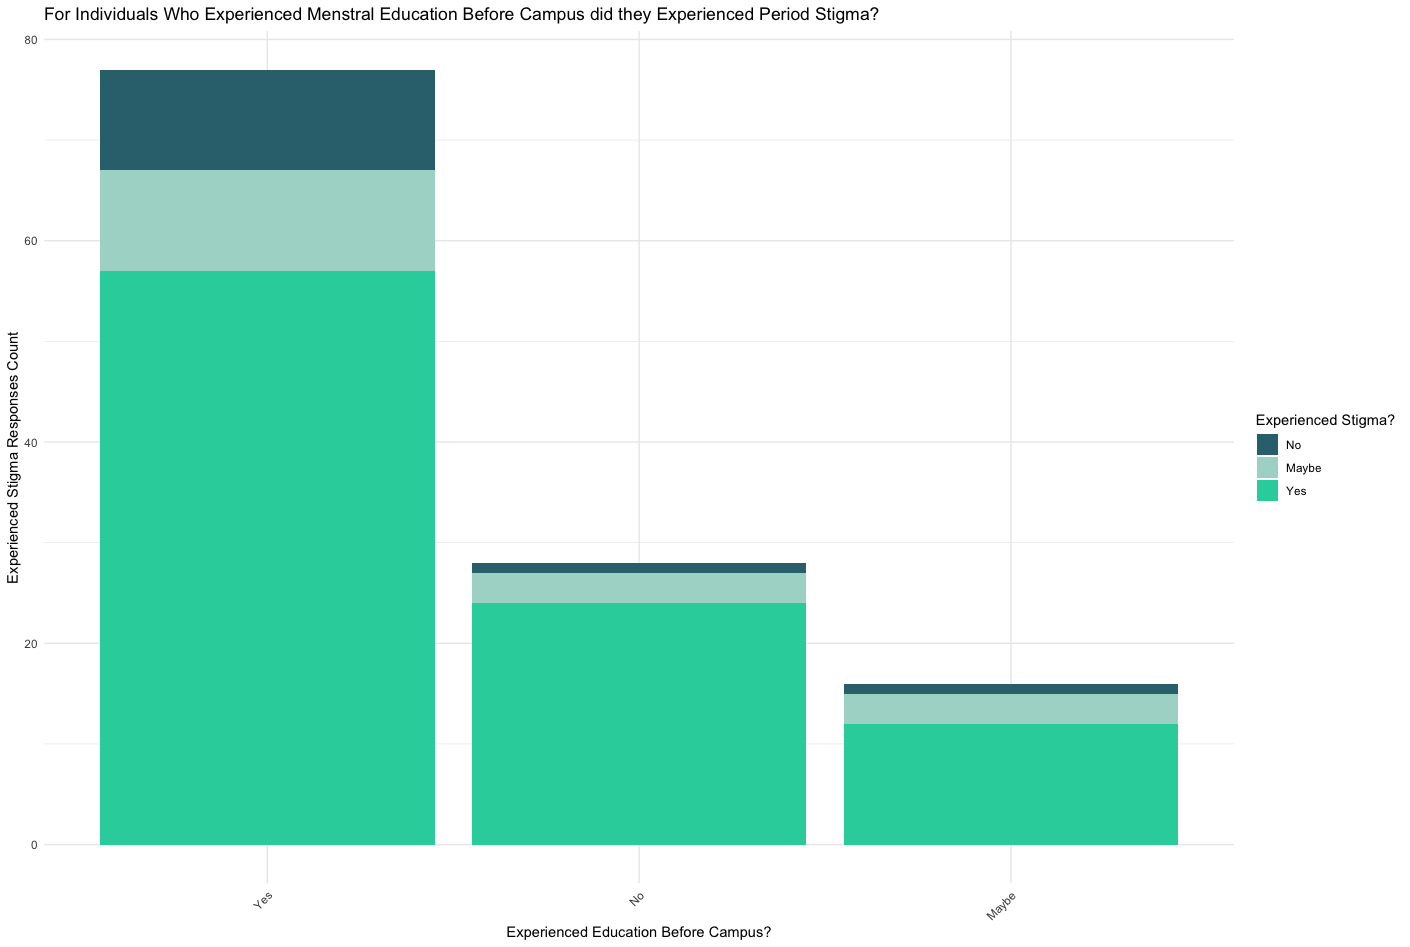 For Individuals Who Experienced Menstral Education Before Campus did they Experienced Period Stigma?
80
60
40
20
0
Experienced Stigma Responses Count
Yes
No
Maybe
Experienced Education Before Campus?
Experienced Stigma?
No
Maybe
Yes